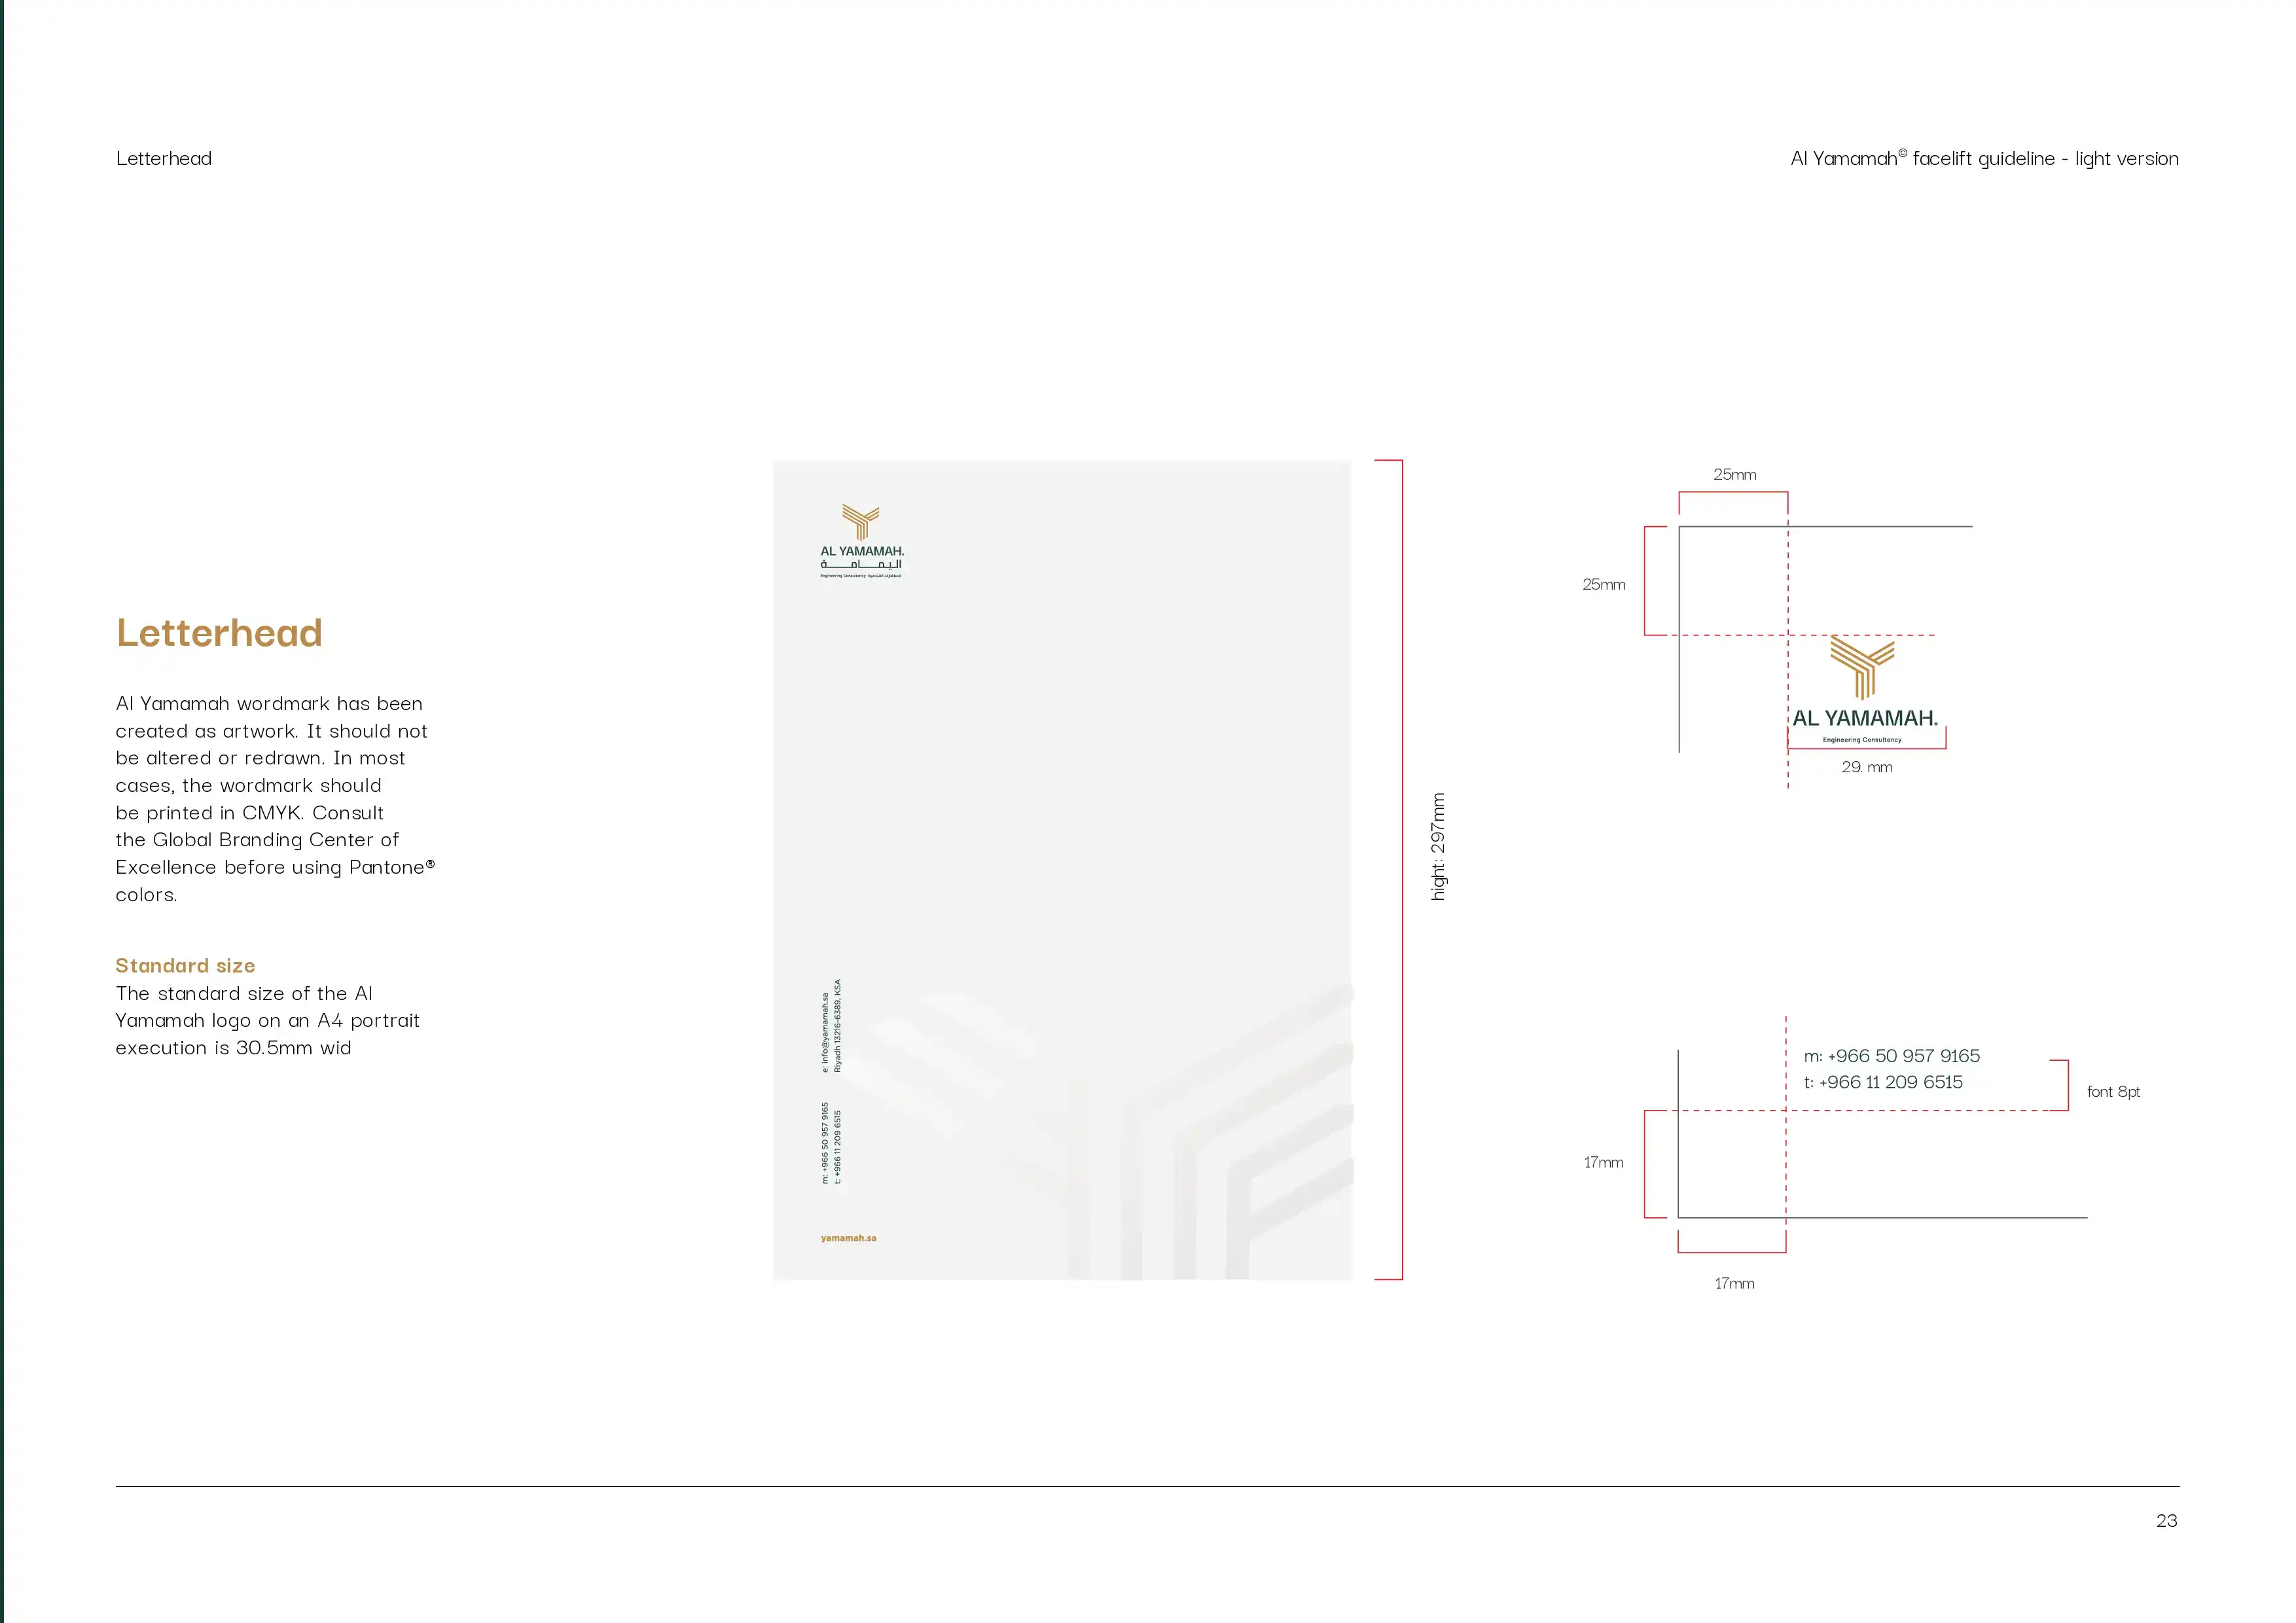 Letterhead
Al Yamamah© facelift guideline - light version
Letterhead
Al Yamamah wordmark has been
created as artwork. It should not
be altered or redrawn. In most
cases, the wordmark should
be printed in CMYK. Consult
the Global Branding Center of
Excellence before using Pantone®
colors.
Standard size
The standard size of the Al
Yamamah logo on an A4 portrait
execution is 30.5mm wid
AL YAMAMAH.
اليمامة
Engineering Consultancy
e: info@yamamah.sa
Riyadh 13216-6389, KSA
m: +966 50 957 9165
t: +966 11 209 6515
yamamah.sa
hight: 297mm
25mm
25mm
AL YAMAMAH.
Engineering Consultancy
29. mm
m: +966 50 957 9165
t: +966 11 209 6515
font 8pt
17mm
17mm
23